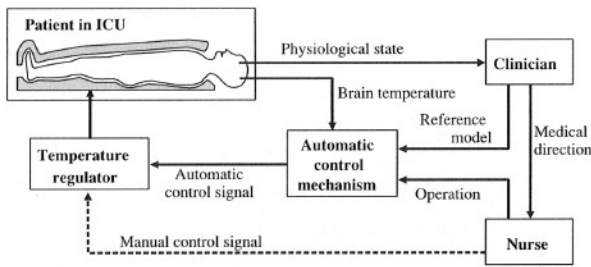 Patient in ICU
Physiological state
Clinician
Brain temperature
Reference
model
Medical
direction
Temperature
regulator
Automatic
control signal
Automatic
control
mechanism
Operation
Manual control signal
Nurse